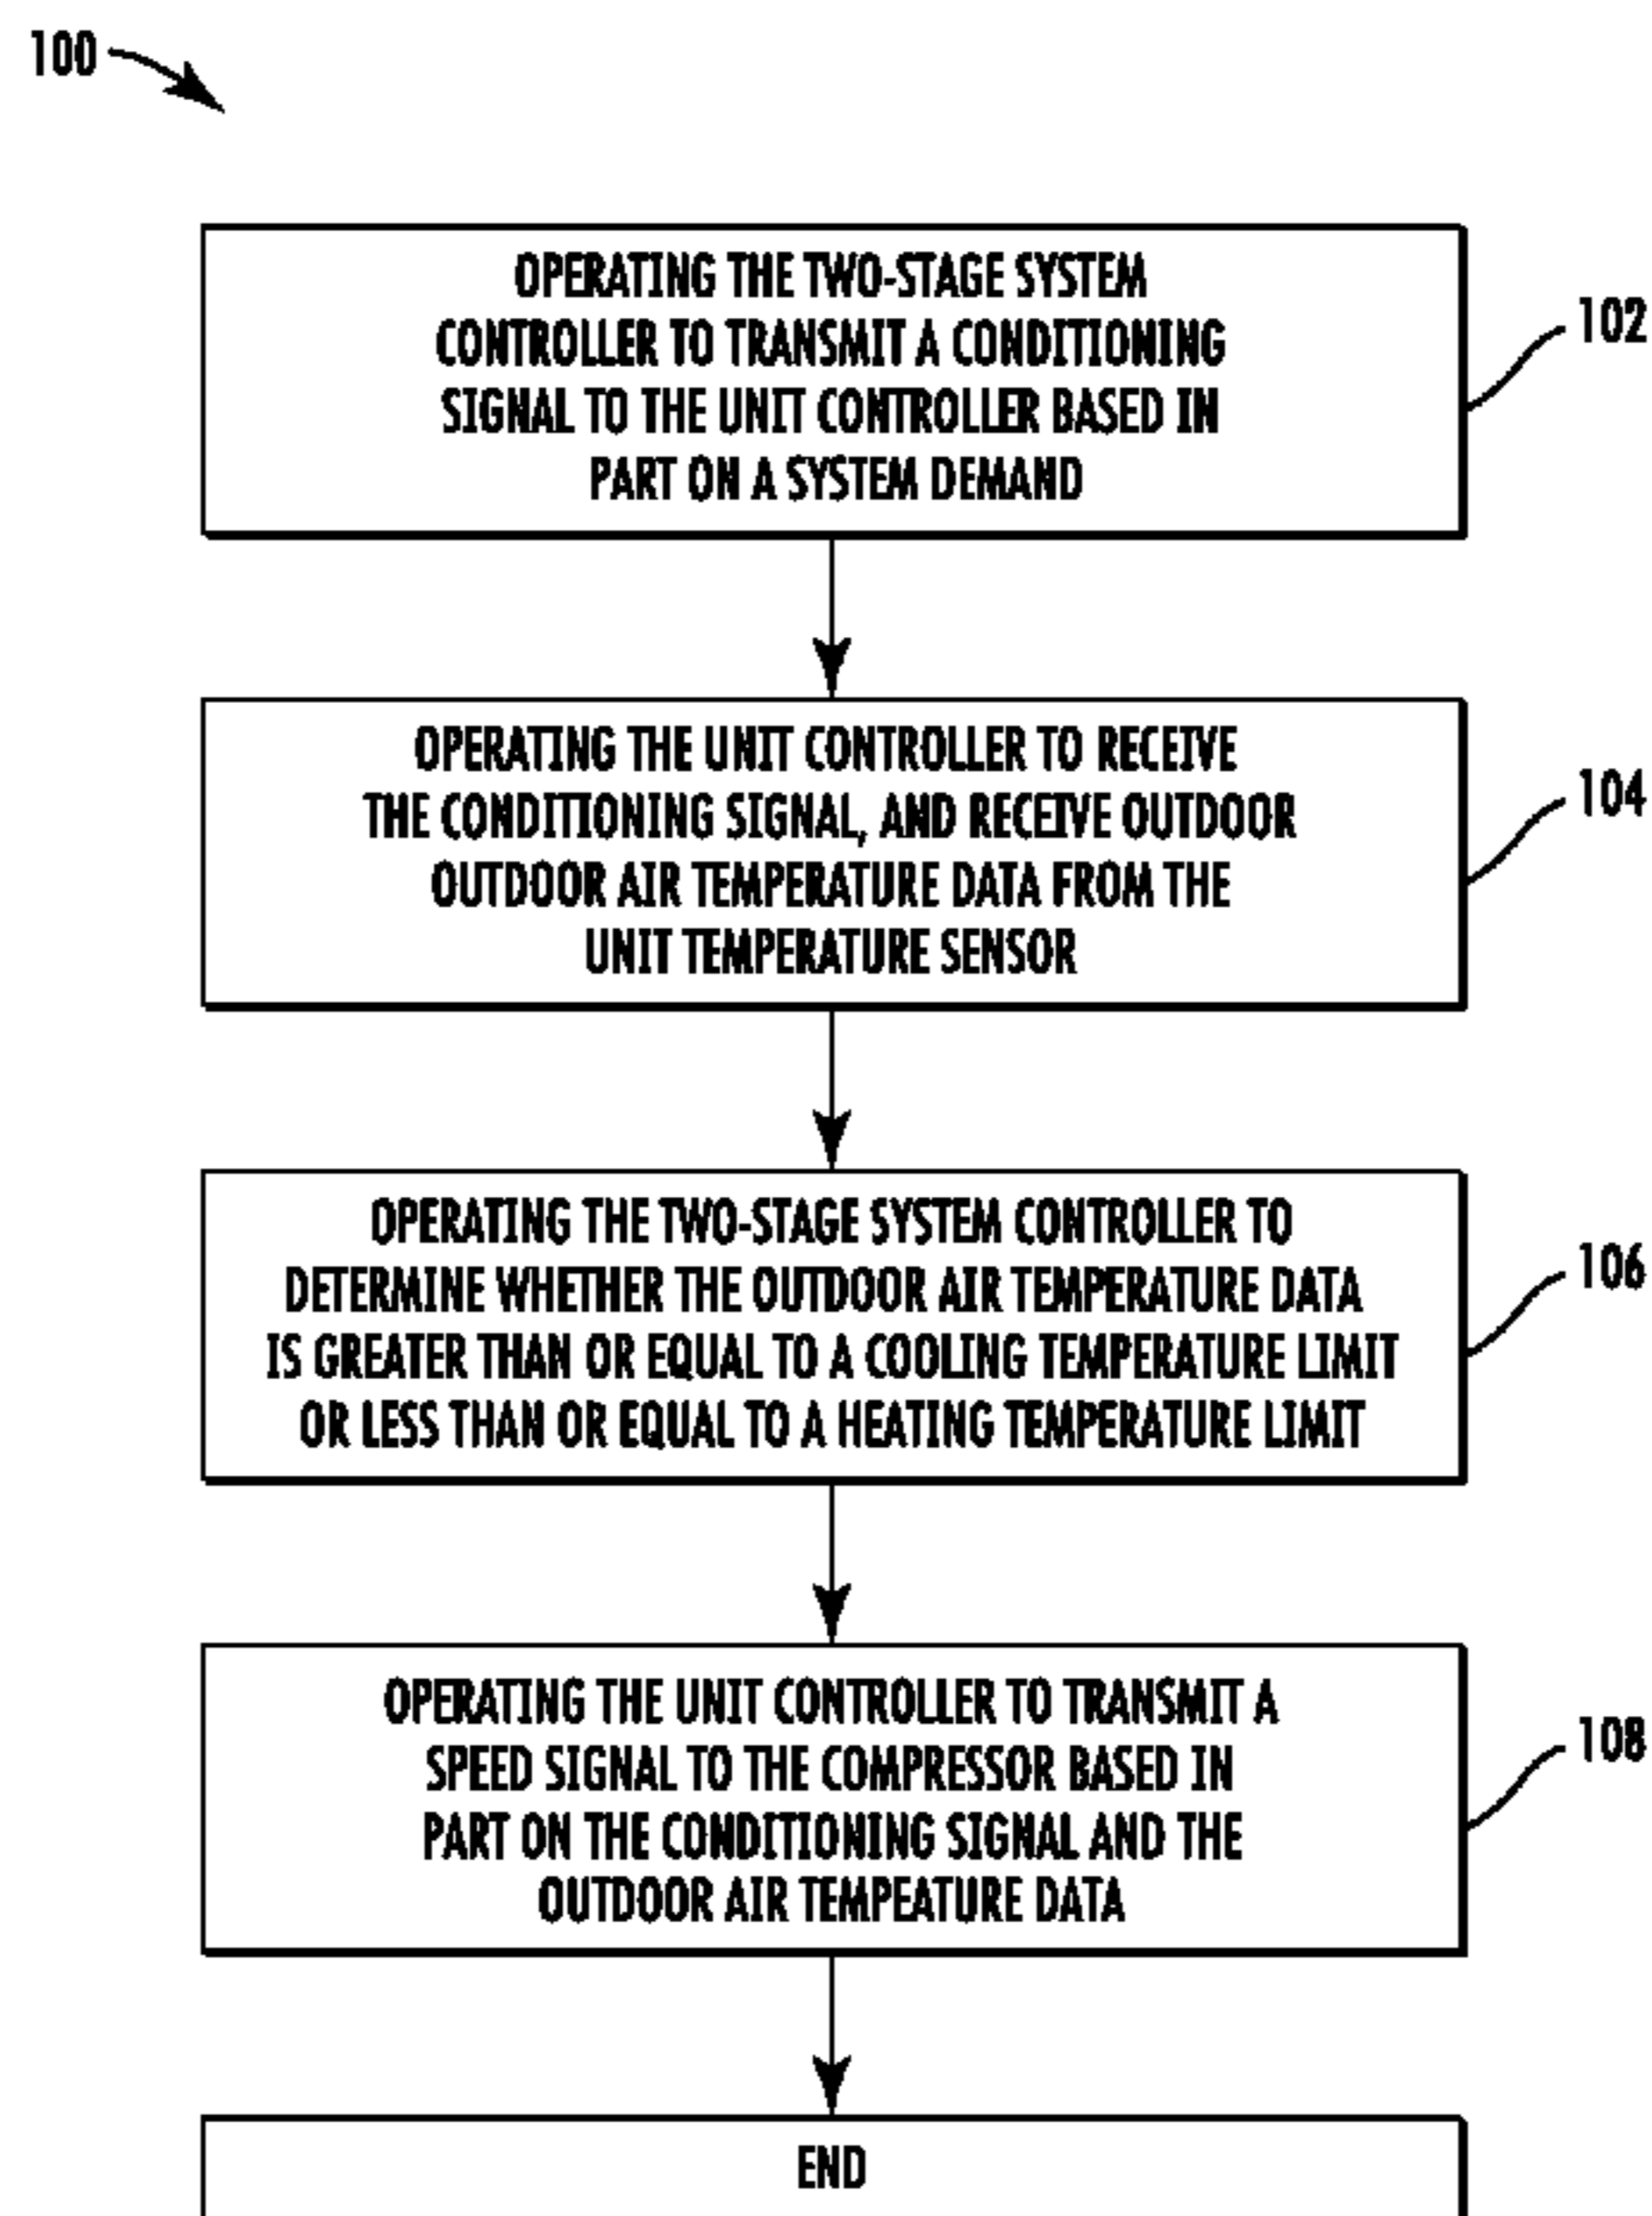 100
OPERATING THE TWO-STAGE SYSTEM
CONTROLLER TO TRANSMIT A CONDITIONING
SIGNAL TO THE UNIT CONTROLLER BASED IN
PART ON A SYSTEM DEMAND
102
OPERATING THE UNIT CONTROLLER TO RECEIVE
THE CONDITIONING SIGNAL, AND RECEIVE OUTDOOR
OUTDOOR AIR TEMPERATURE DATA FROM THE
UNIT TEMPERATURE SENSOR
104
OPERATING THE TWO-STAGE SYSTEM CONTROLLER TO
DETERMINE WHETHER THE OUTDOOR AIR TEMPERATURE DATA
IS GREATER THAN OR EQUAL TO A COOLING TEMPERATURE LIMIT
OR LESS THAN OR EQUAL TO A HEATING TEMPERATURE LIMIT
106
OPERATING THE UNIT CONTROLLER TO TRANSMIT A
SPEED SIGNAL TO THE COMPRESSOR BASED IN
PART ON THE CONDITIONING SIGNAL AND THE
OUTDOOR AIR TEMPEATURE DATA
108
END